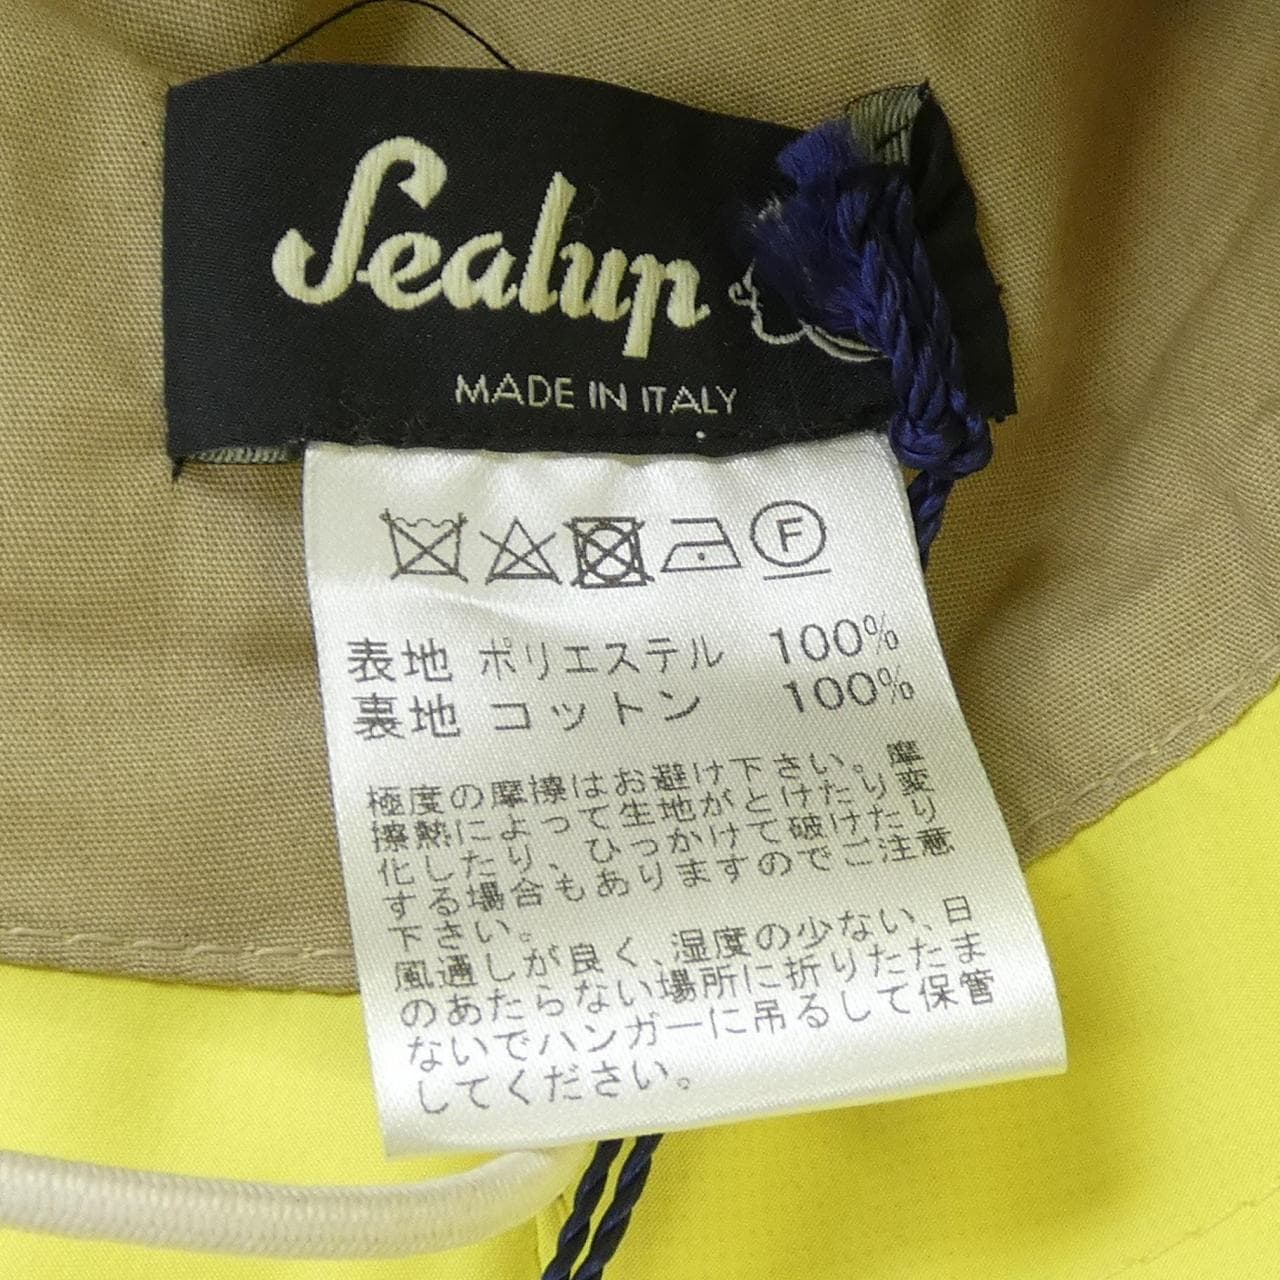 Sealup
MADE IN ITALY
F
表地 ポリエステル 100%
裏地 コットン 100%
極度の摩擦はお避け下さい。摩
擦熱によって生地がとけたり変
化したり、ひっかけて破けたり
する場合もありますのでご注意
下さい。
風通しが良く、湿度の少ない、日
のあたらない場所に折りたたま
ないでハンガーに吊るして保管
してください。